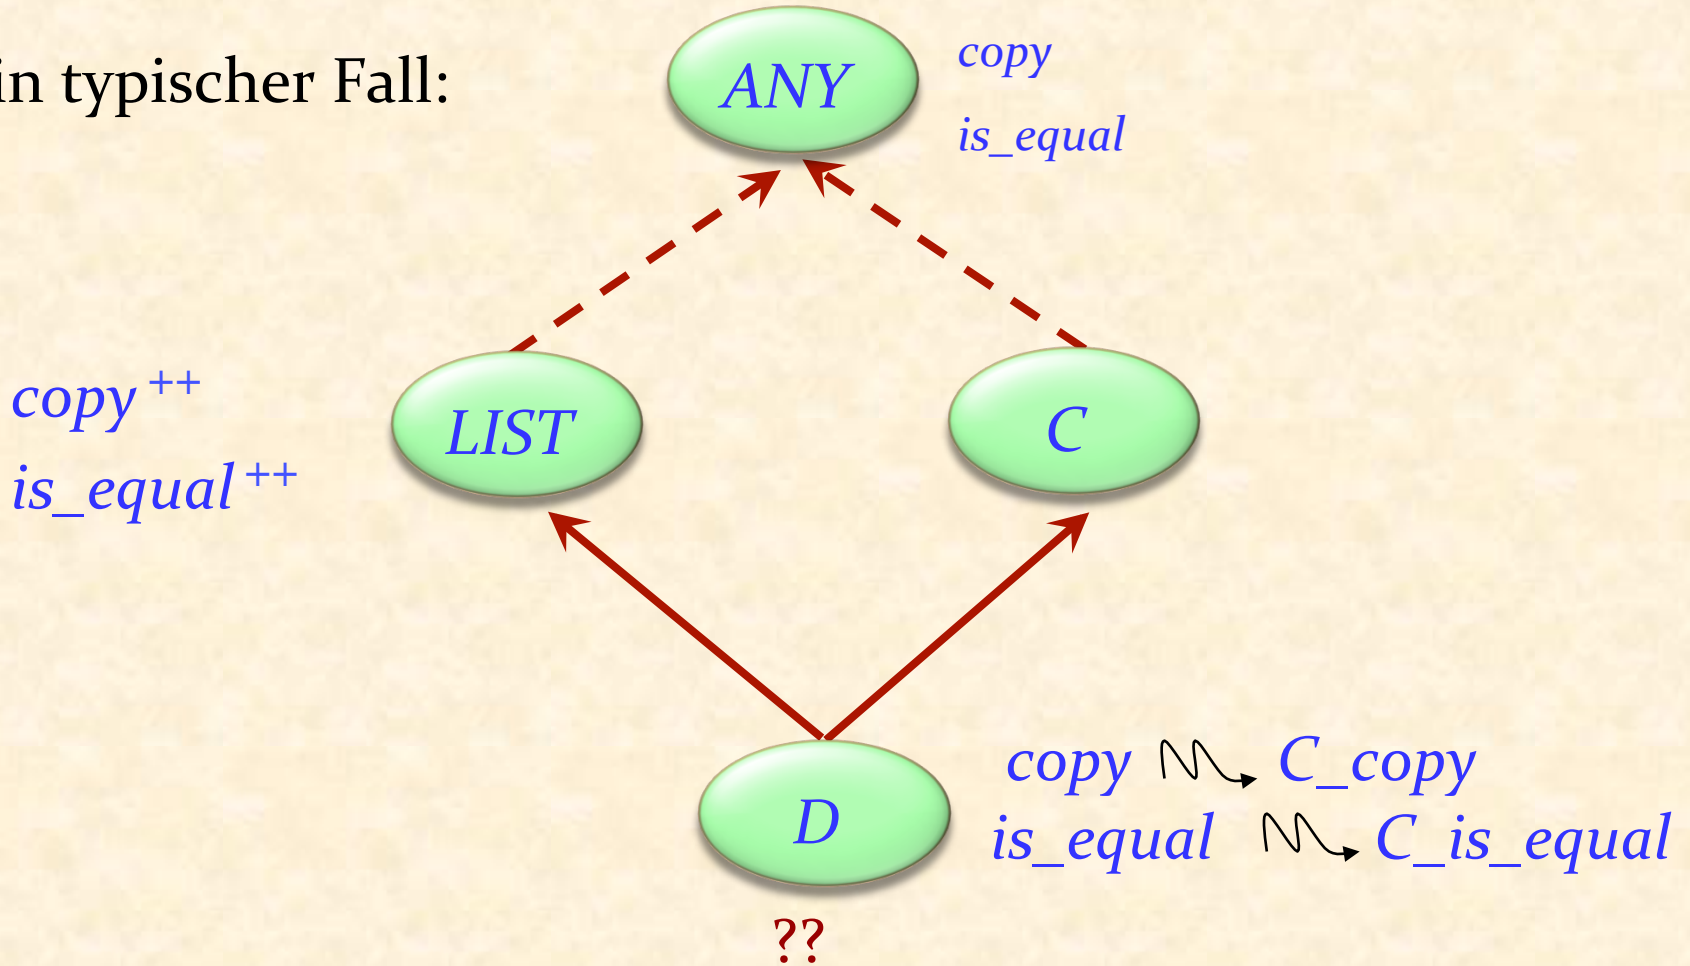 in typischer Fall:
ANY
copy
is_equal
copy ++
is_equal ++
LIST
C
D
copy C_copy
is_equal C_is_equal
??